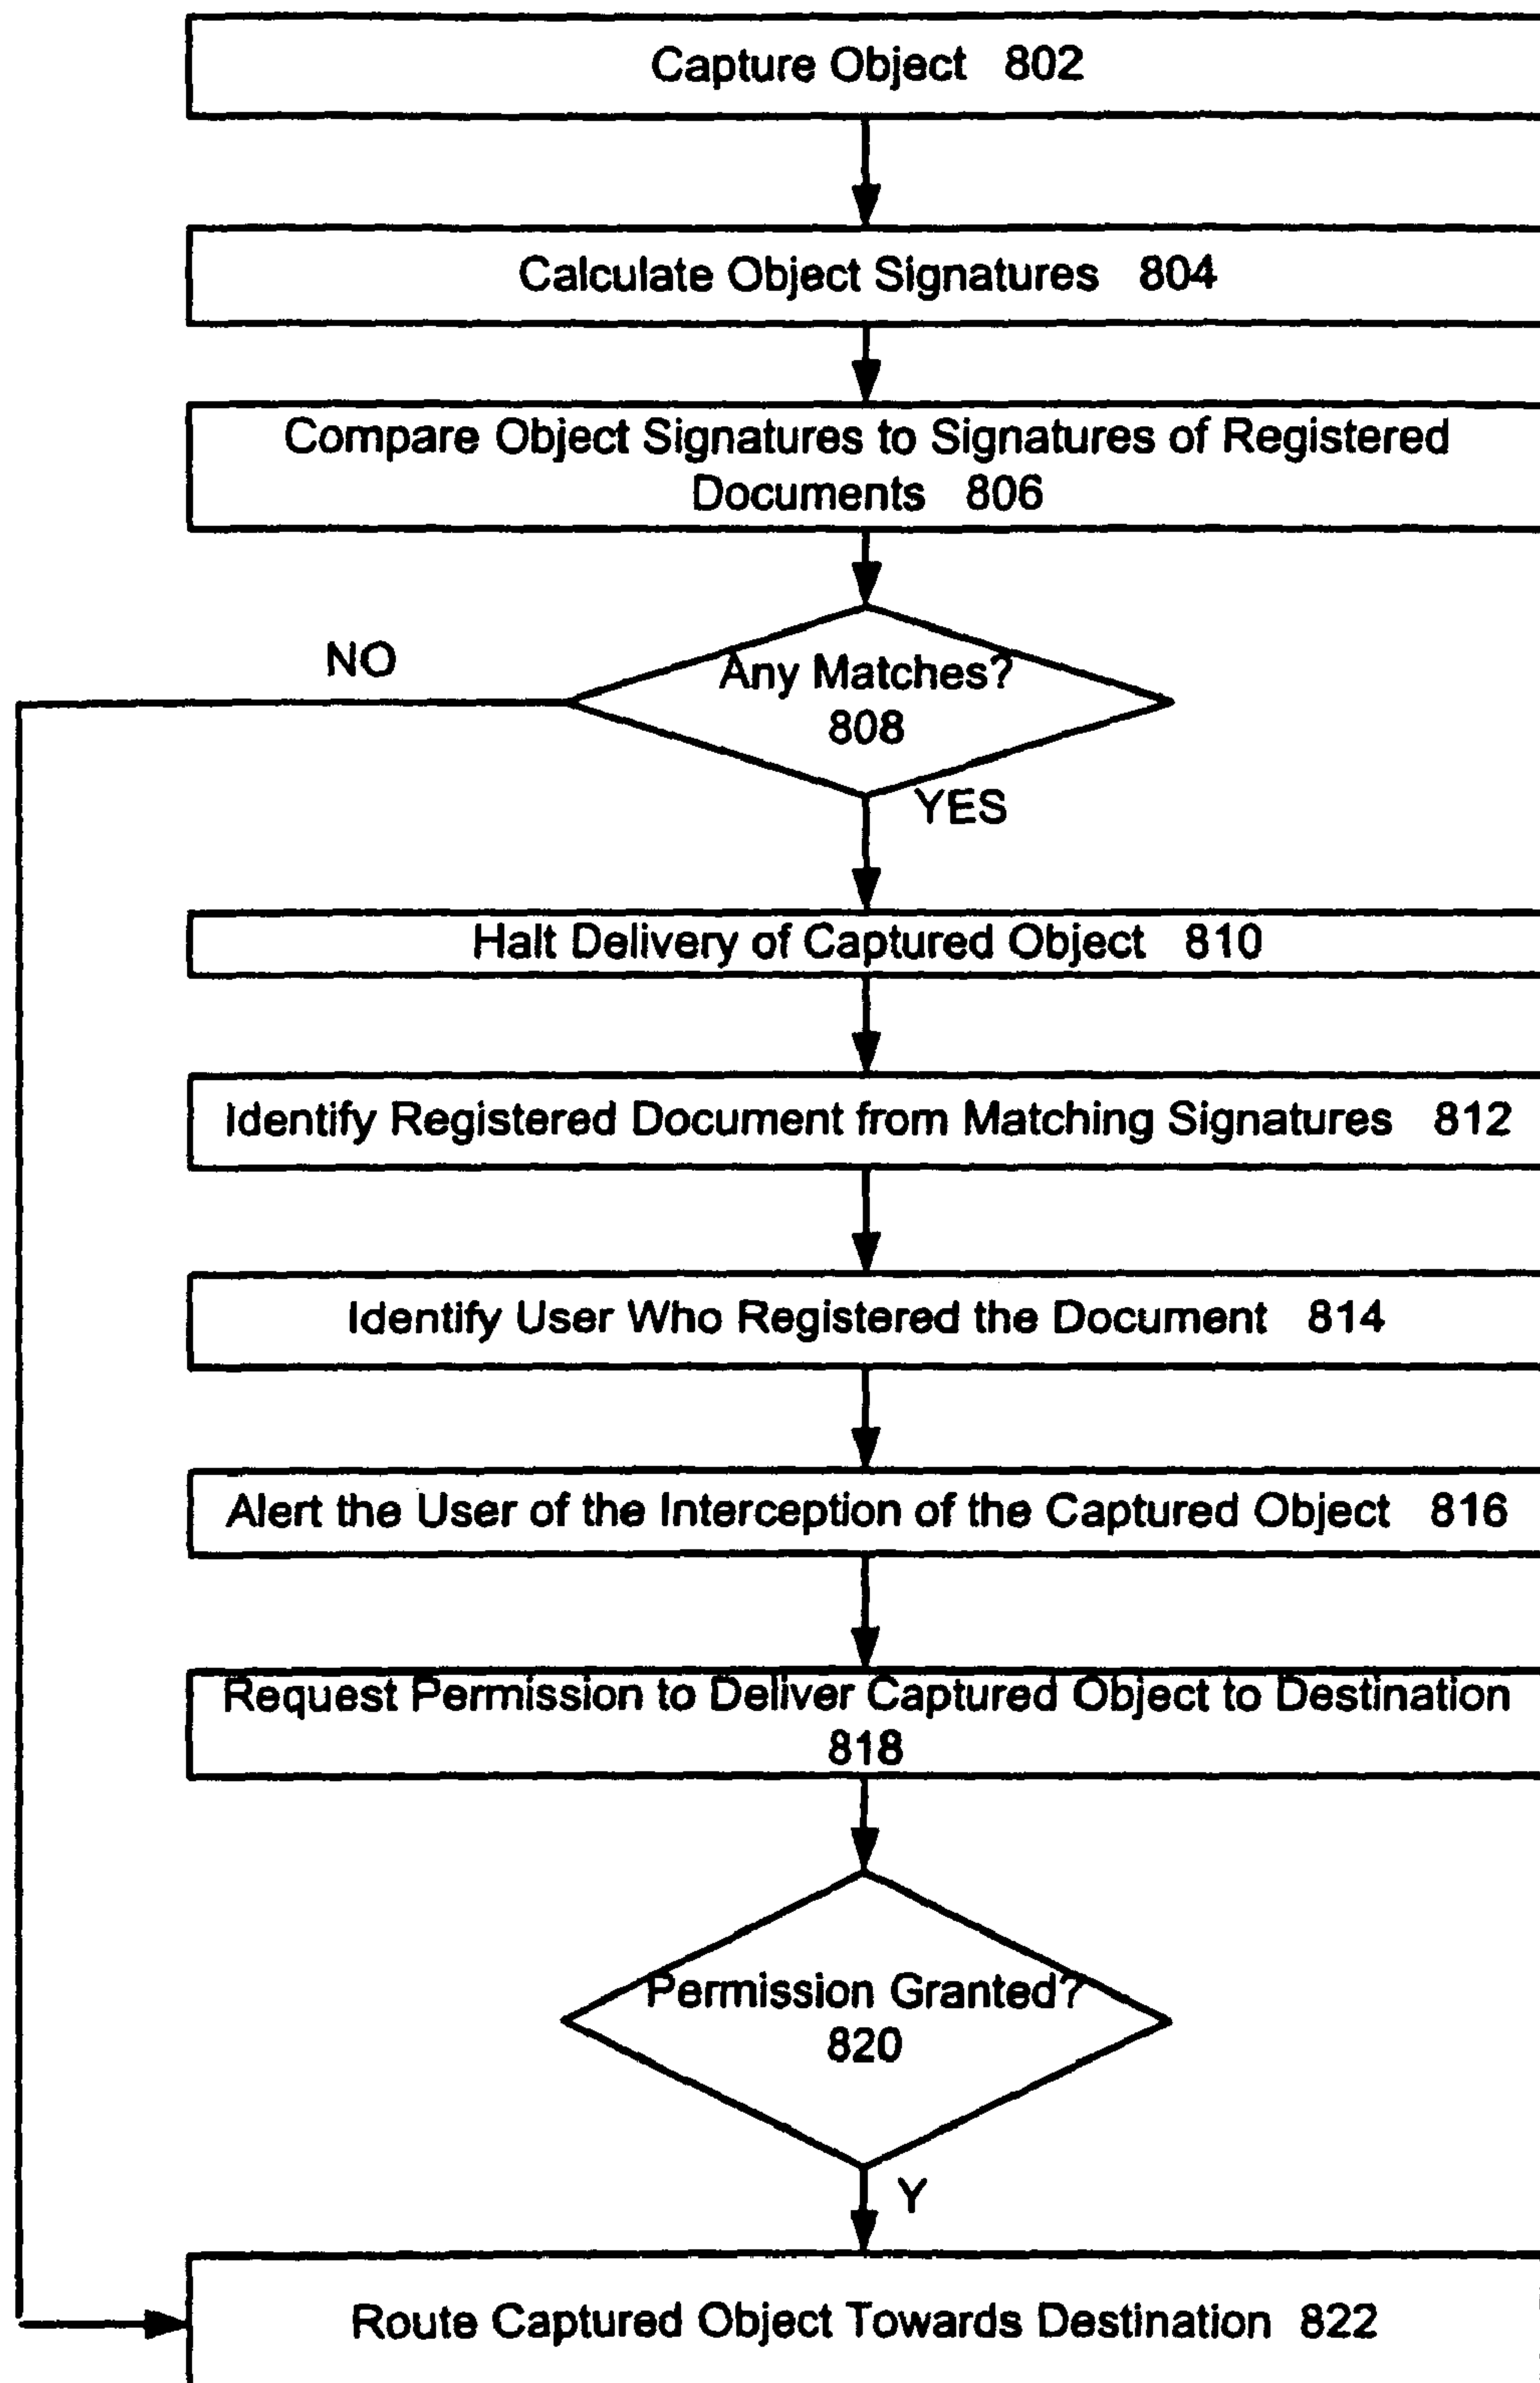 Capture Object 802
Calculate Object Signatures 804
Compare Object Signatures to Signatures of Registered
Documents 806
Any Matches?
808
NO
YES
Halt Delivery of Captured Object 810
Identify Registered Document from Matching Signatures 812
Identify User Who Registered the Document 814
Alert the User of the Interception of the Captured Object 816
Request Permission to Deliver Captured Object to Destination
818
Permission Granted?
820
Y
Route Captured Object Towards Destination 822